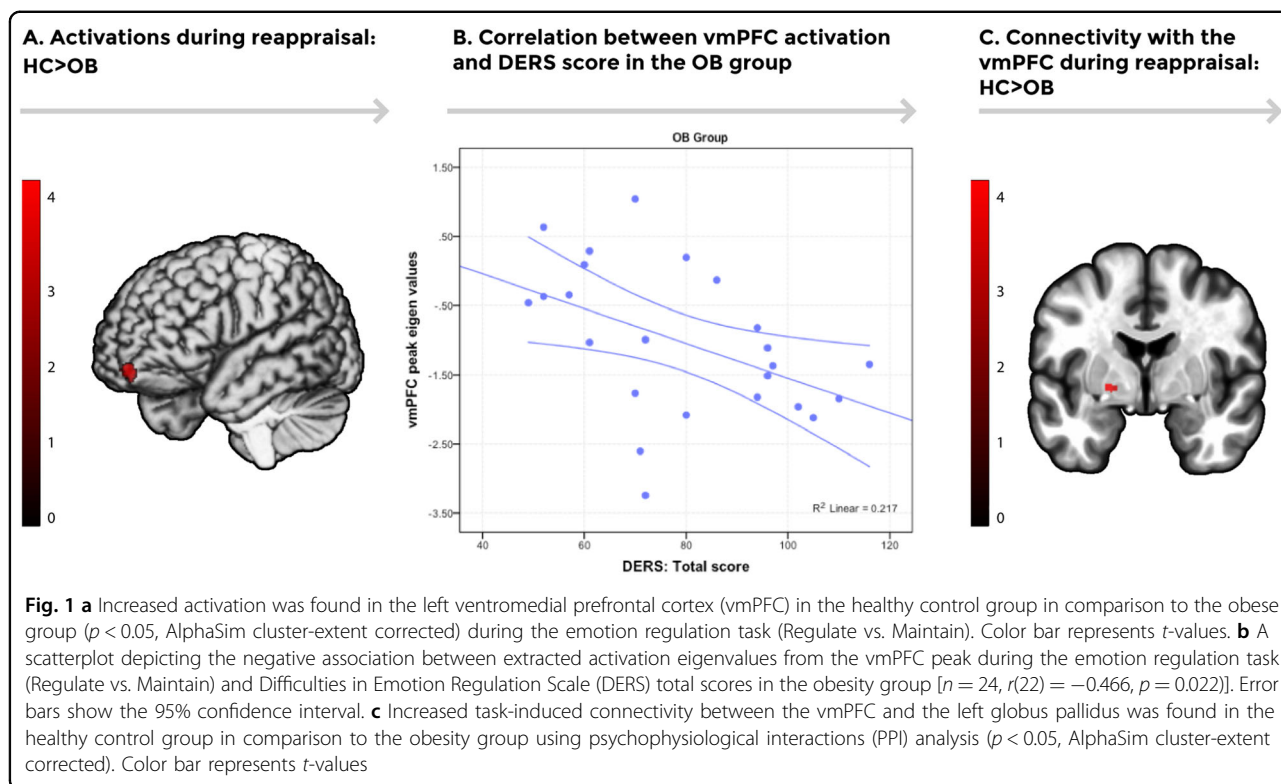 A. Activations during reappraisal:
HC>OB
B. Correlation between vmPFC activation
and DERS score in the OB group
C. Connectivity with the
vmPFC during reappraisal:
HC>OB
4
3
2
1
0
OB Group
1.50
.50
-.50
-1.50
-2.50
-3.50
vmPFC peak eigen values
R2 Linear = 0.217
40
60
80
100
120
DERS: Total score
4
3
2
1
0
Fig. 1 a Increased activation was found in the left ventromedial prefrontal cortex (vmPFC) in the healthy control group in comparison to the obese
group (p < 0.05, AlphaSim cluster-extent corrected) during the emotion regulation task (Regulate vs. Maintain). Color bar represents t-values. b A
scatterplot depicting the negative association between extracted activation eigenvalues from the vmPFC peak during the emotion regulation task
(Regulate vs. Maintain) and Difficulties in Emotion Regulation Scale (DERS) total scores in the obesity group [n = 24, r(22) = −0.466, p = 0.022)]. Error
bars show the 95% confidence interval. c Increased task-induced connectivity between the vmPFC and the left globus pallidus was found in the
healthy control group in comparison to the obesity group using psychophysiological interactions (PPI) analysis (p < 0.05, AlphaSim cluster-extent
corrected). Color bar represents t-values